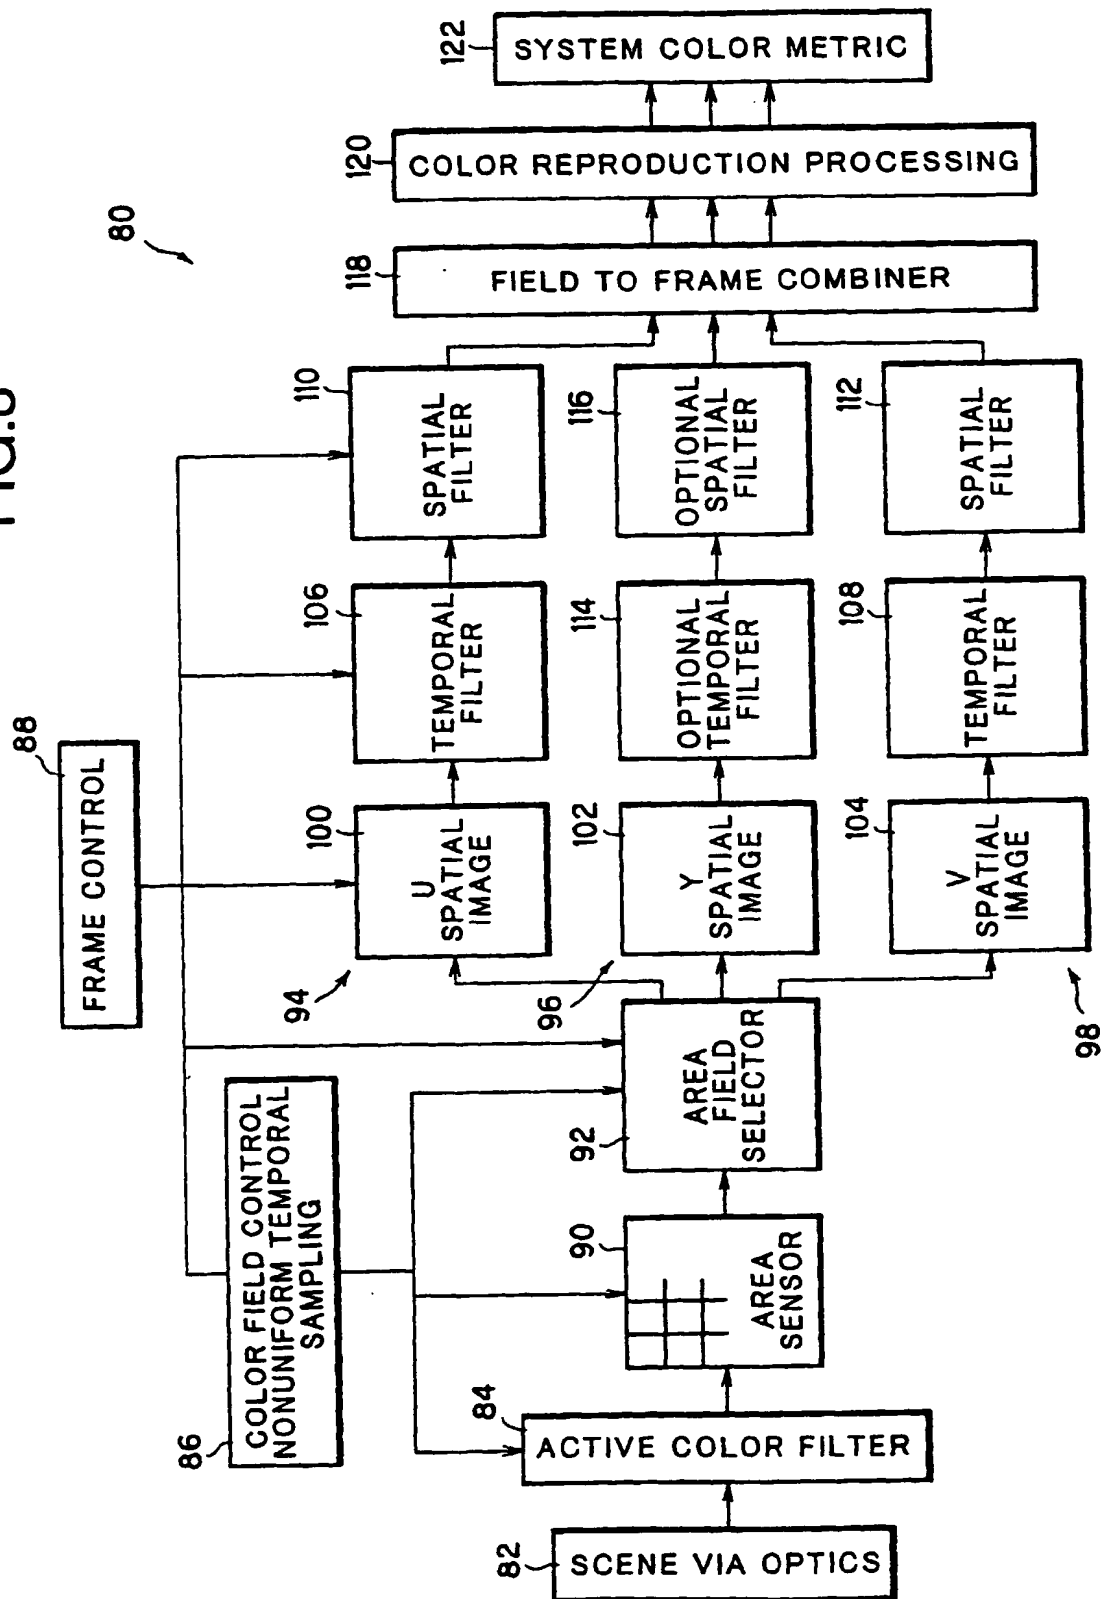 FIG.
80
88
FRAME CONTROL
86
COLOR FIELD CONTROL
NONUNIFORM TEMPORAL
SAMPLING
82
SCENE VIA OPTICS
84
ACTIVE COLOR FILTER
90
AREA
SENSOR
92
AREA
FIELD
SELECTOR
94
100
U
SPATIAL
IMAGE
106
TEMPORAL
FILTER
110
SPATIAL
FILTER
96
102
Y
SPATIAL
IMAGE
114
OPTIONAL
TEMPORAL
FILTER
116
OPTIONAL
SPATIAL
FILTER
98
104
V
SPATIAL
IMAGE
108
TEMPORAL
FILTER
112
SPATIAL
FILTER
118
FIELD TO FRAME COMBINER
120
COLOR REPRODUCTION PROCESSING
122
SYSTEM COLOR METRIC